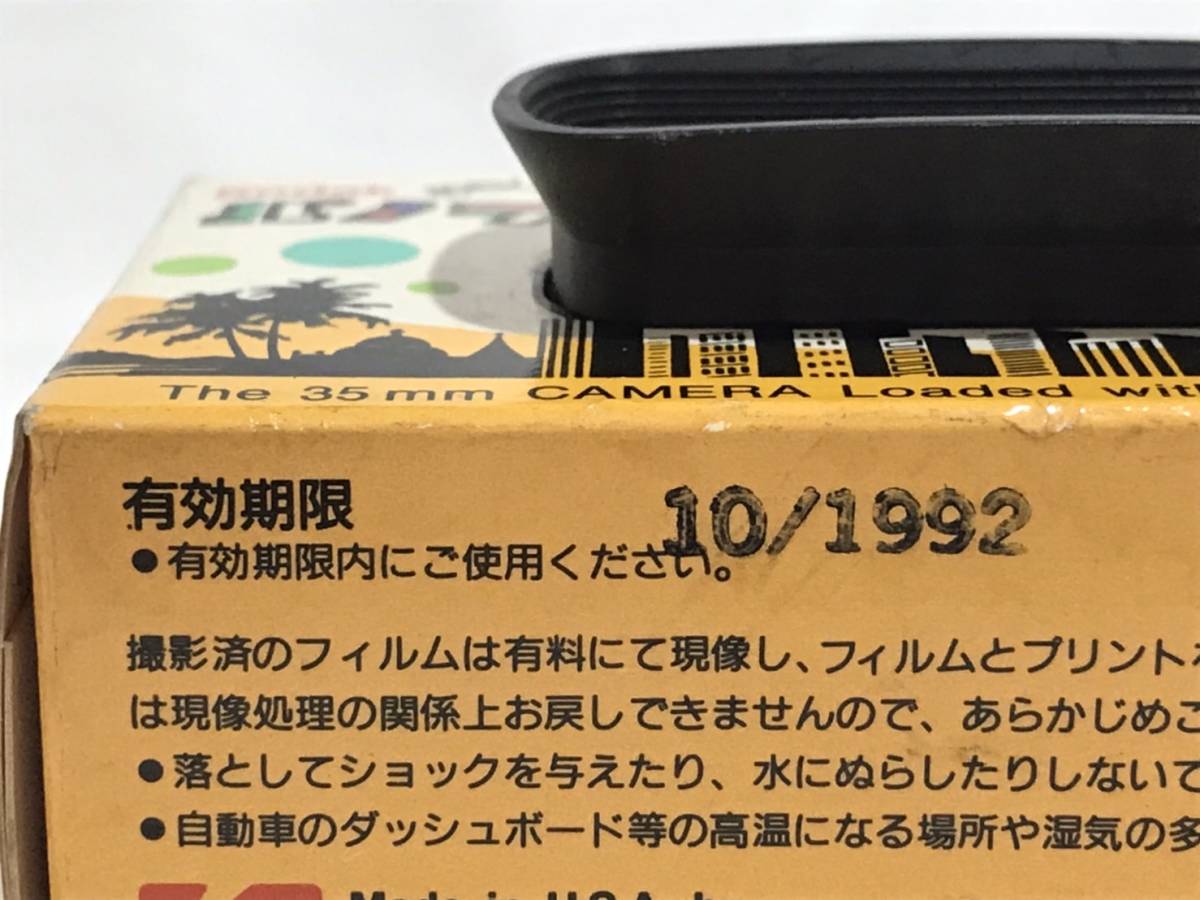 The 35mm CAMERA Loaded with
有効期限 10/1992
●有効期限内にご使用ください。
撮影済のフィルムは有料にて現像し、フィルムとプリント
は現像処理の関係上お戻しできませんので、あらかじめご
●落としてショックを与えたり、水にぬらしたりしないで
●自動車のダッシュボード等の高温になる場所や湿気の多
Made in U.S.A. by